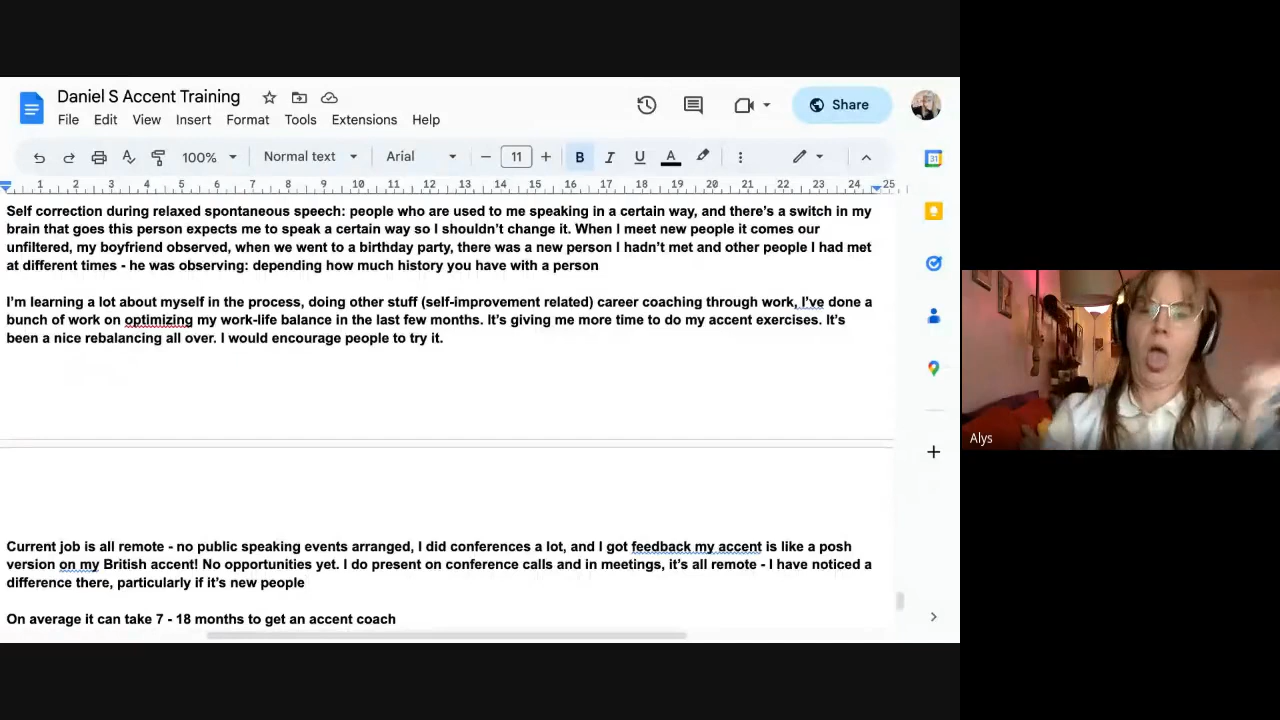 Daniel S Accent Training
Share
File Edit View Insert Format Tools Extensions Help
100% Normal text Arial 11 B I U A
1 2 3 4 5 6 7 8 9 10 11 12 13 14 15 16 17 18 19 20 21 22 23 24 25
31
Self correction during relaxed spontaneous speech: people who are used to me speaking in a certain way, and there's a switch in my
brain that goes this person expects me to speak a certain way so I shouldn't change it. When I meet new people it comes our
unfiltered, my boyfriend observed, when we went to a birthday party, there was a new person I hadn't met and other people I had met
at different times - he was observing: depending how much history you have with a person
I'm learning a lot about myself in the process, doing other stuff (self-improvement related) career coaching through work, I've done a
bunch of work on optimizing my work-life balance in the last few months. It's giving me more time to do my accent exercises. It's
been a nice rebalancing all over. I would encourage people to try it.
Alys
Current job is all remote - no public speaking events arranged, I did conferences a lot, and I got feedback my accent is like a posh
version on my British accent! No opportunities yet. I do present on conference calls and in meetings, it's all remote - I have noticed a
difference there, particularly if it's new people
On average it can take 7 - 18 months to get an accent coach